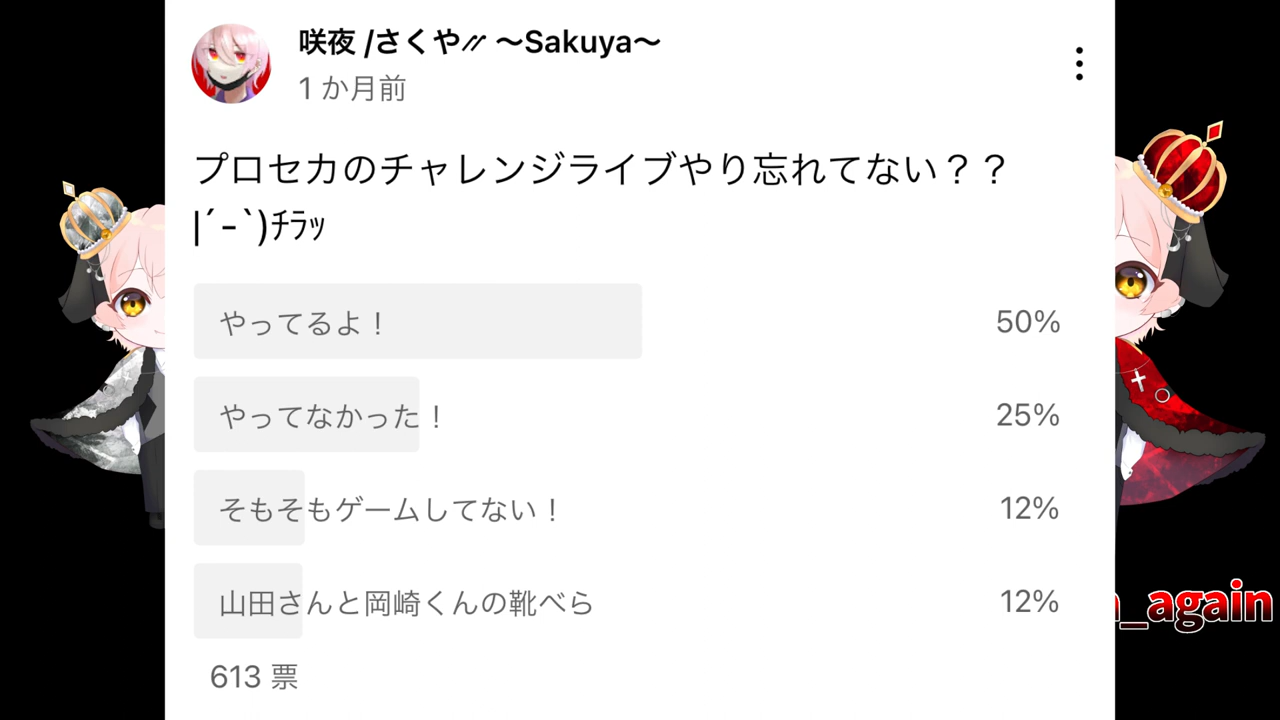 咲夜 /さくや〃 〜Sakuya〜
1 か月前
プロセカのチャレンジライブやり忘れてない？？
|´-`)ﾁﾗｯ
やってるよ！
50%
やってなかった！
25%
そもそもゲームしてない！
12%
山田さんと岡崎くんの靴べら
12%
613 票
_again